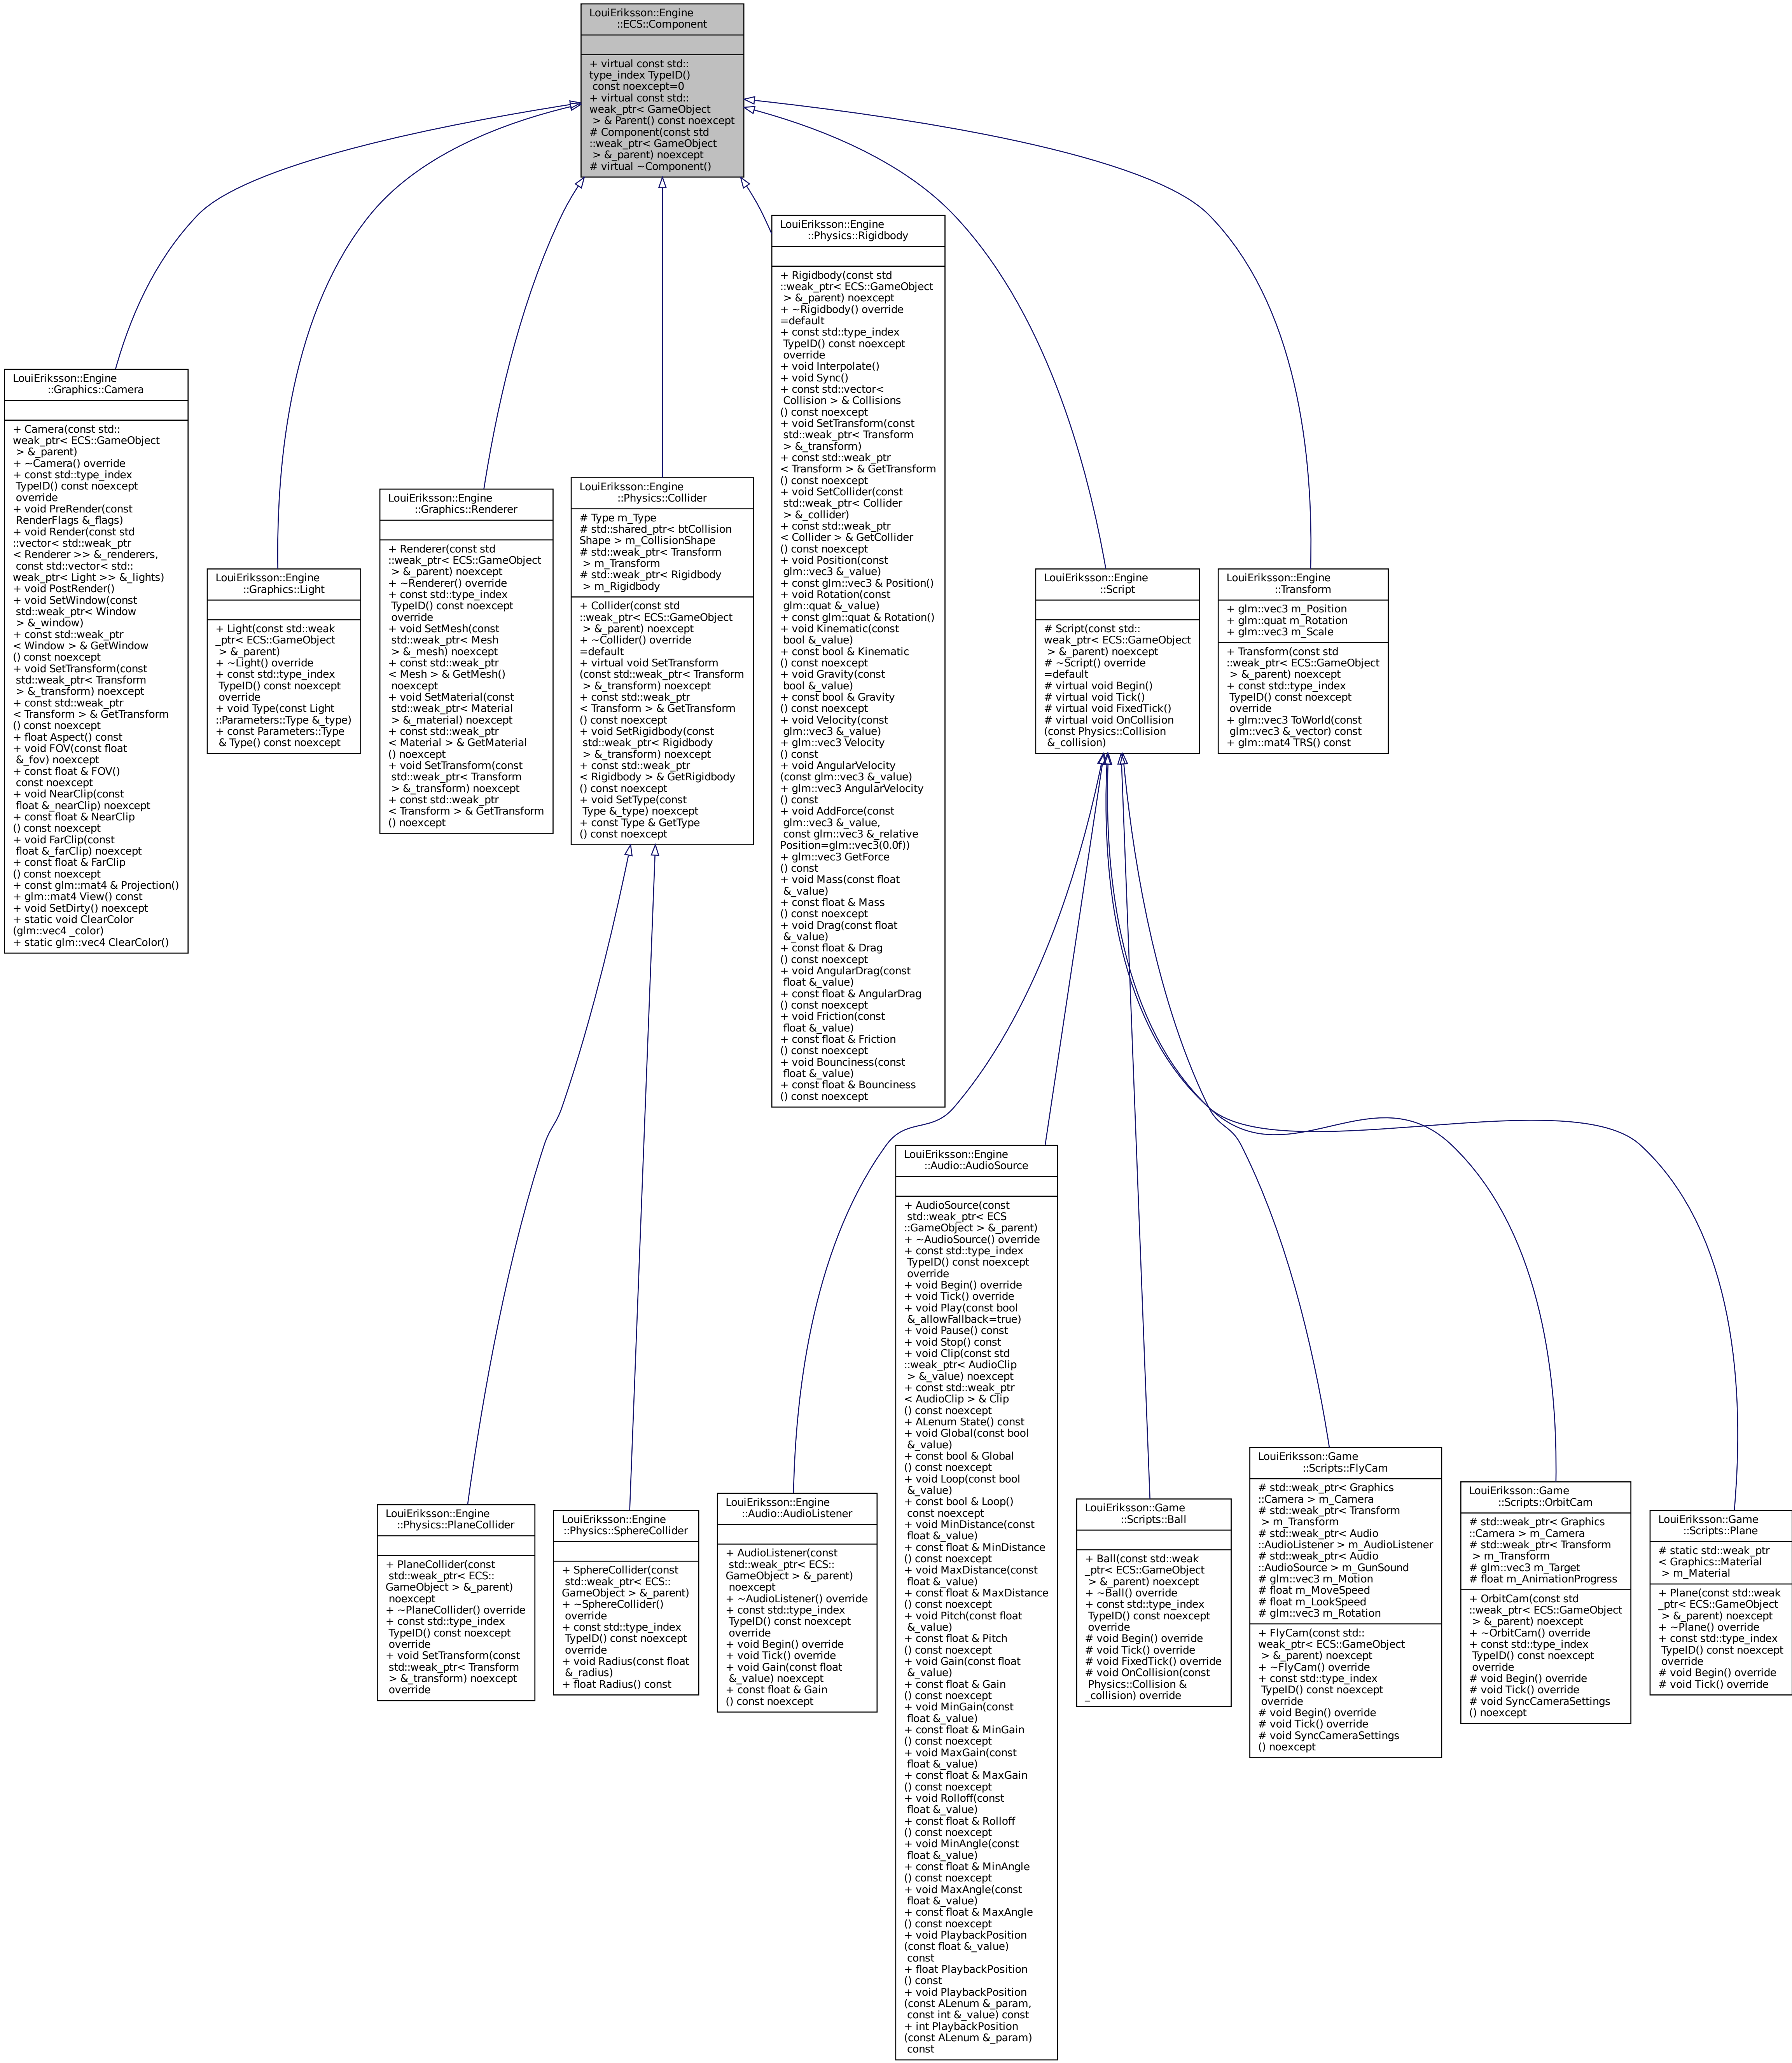 LouiEriksson::Engine
::ECS::Component
+ virtual const std::
type_index TypeID()
const noexcept=0
+ virtual const std::
weak_ptr< GameObject
> & Parent() const noexcept
# Component(const std
::weak_ptr< GameObject
> &_parent) noexcept
# virtual ~Component()
LouiEriksson::Engine
::Physics::Rigidbody
+ Rigidbody(const std
::weak_ptr< ECS::GameObject
> &_parent) noexcept
+ ~Rigidbody() override
=default
+ const std::type_index
TypeID() const noexcept
override
+ void Interpolate()
+ void Sync()
+ const std::vector<
Collision > & Collisions
() const noexcept
+ void SetTransform(const
std::weak_ptr< Transform
> &_transform)
+ const std::weak_ptr
< Transform > & GetTransform
() const noexcept
+ void SetCollider(const
std::weak_ptr< Collider
> &_collider)
+ const std::weak_ptr
< Collider > & GetCollider
() const noexcept
+ void Position(const
glm::vec3 &_value)
+ const glm::vec3 & Position()
+ void Rotation(const
glm::quat &_value)
+ const glm::quat & Rotation()
+ void Kinematic(const
bool &_value)
+ const bool & Kinematic
() const noexcept
+ void Gravity(const
bool &_value)
+ const bool & Gravity
() const noexcept
+ void Velocity(const
glm::vec3 &_value)
+ glm::vec3 Velocity
() const
+ void AngularVelocity
(const glm::vec3 &_value)
+ glm::vec3 AngularVelocity
() const
+ void AddForce(const
glm::vec3 &_value,
const glm::vec3 &_relative
Position=glm::vec3(0.0f))
+ glm::vec3 GetForce
() const
+ void Mass(const float
&_value)
+ const float & Mass
() const noexcept
+ void Drag(const float
&_value)
+ const float & Drag
() const noexcept
+ void AngularDrag(const
float &_value)
+ const float & AngularDrag
() const noexcept
+ void Friction(const
float &_value)
+ const float & Friction
() const noexcept
+ void Bounciness(const
float &_value)
+ const float & Bounciness
() const noexcept
LouiEriksson::Engine
::Graphics::Camera
+ Camera(const std::
weak_ptr< ECS::GameObject
> &_parent)
+ ~Camera() override
+ const std::type_index
TypeID() const noexcept
override
+ void PreRender(const
RenderFlags &_flags)
+ void Render(const std
::vector< std::weak_ptr
< Renderer >> &_renderers,
const std::vector< std::
weak_ptr< Light >> &_lights)
+ void PostRender()
+ void SetWindow(const
std::weak_ptr< Window
> &_window)
+ const std::weak_ptr
< Window > & GetWindow
() const noexcept
+ void SetTransform(const
std::weak_ptr< Transform
> &_transform) noexcept
+ const std::weak_ptr
< Transform > & GetTransform
() const noexcept
+ float Aspect() const
+ void FOV(const float
&_fov) noexcept
+ const float & FOV()
const noexcept
+ void NearClip(const
float &_nearClip) noexcept
+ const float & NearClip
() const noexcept
+ void FarClip(const
float &_farClip) noexcept
+ const float & FarClip
() const noexcept
+ const glm::mat4 & Projection()
+ glm::mat4 View() const
+ void SetDirty() noexcept
+ static void ClearColor
(glm::vec4 _color)
+ static glm::vec4 ClearColor()
LouiEriksson::Engine
::Graphics::Light
+ Light(const std::weak
_ptr< ECS::GameObject
> &_parent)
+ ~Light() override
+ const std::type_index
TypeID() const noexcept
override
+ void Type(const Light
::Parameters::Type &_type)
+ const Parameters::Type
& Type() const noexcept
LouiEriksson::Engine
::Graphics::Renderer
+ Renderer(const std
::weak_ptr< ECS::GameObject
> &_parent) noexcept
+ ~Renderer() override
+ const std::type_index
TypeID() const noexcept
override
+ void SetMesh(const
std::weak_ptr< Mesh
> &_mesh) noexcept
+ const std::weak_ptr
< Mesh > & GetMesh()
noexcept
+ void SetMaterial(const
std::weak_ptr< Material
> &_material) noexcept
+ const std::weak_ptr
< Material > & GetMaterial
() noexcept
+ void SetTransform(const
std::weak_ptr< Transform
> &_transform) noexcept
+ const std::weak_ptr
< Transform > & GetTransform
() noexcept
LouiEriksson::Engine
::Physics::Collider
# Type m_Type
# std::shared_ptr< btCollision
Shape > m_CollisionShape
# std::weak_ptr< Transform
> m_Transform
# std::weak_ptr< Rigidbody
> m_Rigidbody
+ Collider(const std
::weak_ptr< ECS::GameObject
> &_parent) noexcept
+ ~Collider() override
=default
+ virtual void SetTransform
(const std::weak_ptr< Transform
> &_transform) noexcept
+ const std::weak_ptr
< Transform > & GetTransform
() const noexcept
+ void SetRigidbody(const
std::weak_ptr< Rigidbody
> &_transform) noexcept
+ const std::weak_ptr
< Rigidbody > & GetRigidbody
() const noexcept
+ void SetType(const
Type &_type) noexcept
+ const Type & GetType
() const noexcept
LouiEriksson::Engine
::Script
# Script(const std::
weak_ptr< ECS::GameObject
> &_parent) noexcept
# ~Script() override
=default
# virtual void Begin()
# virtual void Tick()
# virtual void FixedTick()
# virtual void OnCollision
(const Physics::Collision
&_collision)
LouiEriksson::Engine
::Transform
+ glm::vec3 m_Position
+ glm::quat m_Rotation
+ glm::vec3 m_Scale
+ Transform(const std
::weak_ptr< ECS::GameObject
> &_parent) noexcept
+ const std::type_index
TypeID() const noexcept
override
+ glm::vec3 ToWorld(const
glm::vec3 &_vector) const
+ glm::mat4 TRS() const
LouiEriksson::Engine
::Physics::PlaneCollider
+ PlaneCollider(const
std::weak_ptr< ECS::
GameObject > &_parent)
noexcept
+ ~PlaneCollider() override
+ const std::type_index
TypeID() const noexcept
override
+ void SetTransform(const
std::weak_ptr< Transform
> &_transform) noexcept
override
LouiEriksson::Engine
::Physics::SphereCollider
+ SphereCollider(const
std::weak_ptr< ECS::
GameObject > &_parent)
+ ~SphereCollider()
override
+ const std::type_index
TypeID() const noexcept
override
+ void Radius(const float
&_radius)
+ float Radius() const
LouiEriksson::Engine
::Audio::AudioListener
+ AudioListener(const
std::weak_ptr< ECS::
GameObject > &_parent)
noexcept
+ ~AudioListener() override
+ const std::type_index
TypeID() const noexcept
override
+ void Begin() override
+ void Tick() override
+ void Gain(const float
&_value) noexcept
+ const float & Gain
() const noexcept
LouiEriksson::Engine
::Audio::AudioSource
+ AudioSource(const
std::weak_ptr< ECS
::GameObject > &_parent)
+ ~AudioSource() override
+ const std::type_index
TypeID() const noexcept
override
+ void Begin() override
+ void Tick() override
+ void Play(const bool
&_allowFallback=true)
+ void Pause() const
+ void Stop() const
+ void Clip(const std
::weak_ptr< AudioClip
> &_value) noexcept
+ const std::weak_ptr
< AudioClip > & Clip
() const noexcept
+ ALenum State() const
+ void Global(const bool
&_value)
+ const bool & Global
() const noexcept
+ void Loop(const bool
&_value)
+ const bool & Loop()
const noexcept
+ void MinDistance(const
float &_value)
+ const float & MinDistance
() const noexcept
+ void MaxDistance(const
float &_value)
+ const float & MaxDistance
() const noexcept
+ void Pitch(const float
&_value)
+ const float & Pitch
() const noexcept
+ void Gain(const float
&_value)
+ const float & Gain
() const noexcept
+ void MinGain(const
float &_value)
+ const float & MinGain
() const noexcept
+ void MaxGain(const
float &_value)
+ const float & MaxGain
() const noexcept
+ void Rolloff(const
float &_value)
+ const float & Rolloff
() const noexcept
+ void MinAngle(const
float &_value)
+ const float & MinAngle
() const noexcept
+ void MaxAngle(const
float &_value)
+ const float & MaxAngle
() const noexcept
+ void PlaybackPosition
(const float &_value)
const
+ float PlaybackPosition
() const
+ void PlaybackPosition
(const ALenum &_param,
const int &_value) const
+ int PlaybackPosition
(const ALenum &_param)
const
LouiEriksson::Game
::Scripts::Ball
+ Ball(const std::weak
_ptr< ECS::GameObject
> &_parent) noexcept
+ ~Ball() override
+ const std::type_index
TypeID() const noexcept
override
# void Begin() override
# void Tick() override
# void FixedTick() override
# void OnCollision(const
Physics::Collision &
_collision) override
LouiEriksson::Game
::Scripts::FlyCam
# std::weak_ptr< Graphics
::Camera > m_Camera
# std::weak_ptr< Transform
> m_Transform
# std::weak_ptr< Audio
::AudioListener > m_AudioListener
# std::weak_ptr< Audio
::AudioSource > m_GunSound
# glm::vec3 m_Motion
# float m_MoveSpeed
# float m_LookSpeed
# glm::vec3 m_Rotation
+ FlyCam(const std::
weak_ptr< ECS::GameObject
> &_parent) noexcept
+ ~FlyCam() override
+ const std::type_index
TypeID() const noexcept
override
# void Begin() override
# void Tick() override
# void SyncCameraSettings
() noexcept
LouiEriksson::Game
::Scripts::OrbitCam
# std::weak_ptr< Graphics
::Camera > m_Camera
# std::weak_ptr< Transform
> m_Transform
# glm::vec3 m_Target
# float m_AnimationProgress
+ OrbitCam(const std
::weak_ptr< ECS::GameObject
> &_parent) noexcept
+ ~OrbitCam() override
+ const std::type_index
TypeID() const noexcept
override
# void Begin() override
# void Tick() override
# void SyncCameraSettings
() noexcept
LouiEriksson::Game
::Scripts::Plane
# static std::weak_ptr
< Graphics::Material
> m_Material
+ Plane(const std::weak
_ptr< ECS::GameObject
> &_parent) noexcept
+ ~Plane() override
+ const std::type_index
TypeID() const noexcept
override
# void Begin() override
# void Tick() override